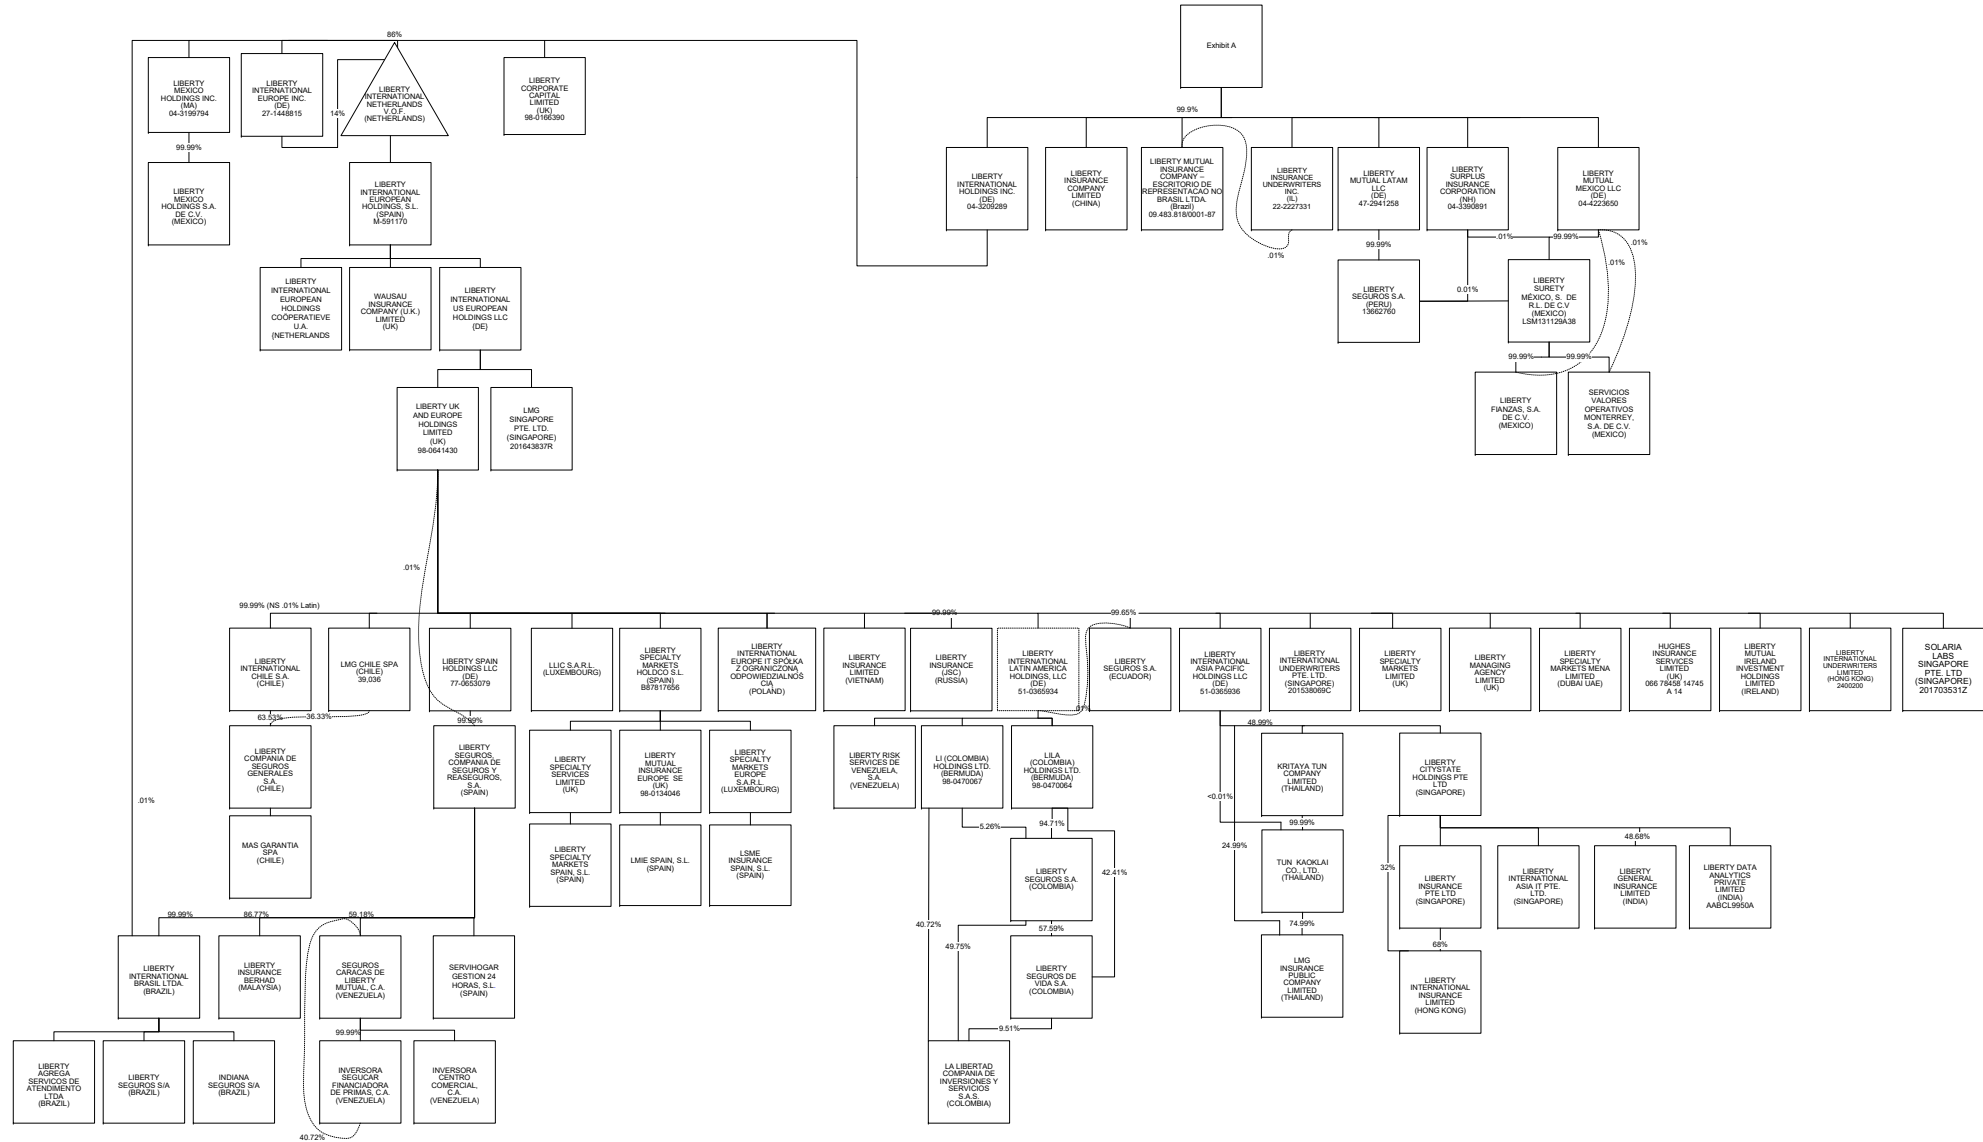 Exhibit A
86%
LIBERTY
MEXICO
HOLDINGS INC.
(MA)
04-3199794
LIBERTY
INTERNATIONAL
EUROPE INC.
(DE)
27-1448815
14%
LIBERTY
INTERNATIONAL
NETHERLANDS
V.O.F.
(NETHERLANDS)
LIBERTY
CORPORATE
CAPITAL
LIMITED
(UK)
98-0166390
99.99%
LIBERTY
MEXICO
HOLDINGS S.A.
DE C.V.
(MEXICO)
LIBERTY
INTERNATIONAL
EUROPEAN
HOLDINGS, S.L.
(SPAIN)
M-591170
99.9%
LIBERTY
INTERNATIONAL
HOLDINGS INC.
(DE)
04-3209289
LIBERTY
INSURANCE
COMPANY
LIMITED
(CHINA)
LIBERTY MUTUAL
INSURANCE
COMPANY –
ESCRITORIO DE
REPRESENTACAO NO
BRASIL LTDA.
(Brazil)
09.483.818/0001-87
LIBERTY
INSURANCE
UNDERWRITERS
INC.
(IL)
22-2227331
LIBERTY
MUTUAL LATAM
LLC
(DE)
47-2941258
LIBERTY
SURPLUS
INSURANCE
CORPORATION
(NH)
04-3390891
LIBERTY
MUTUAL
MEXICO LLC
(DE)
04-4223650
.01%
99.99%
.01%
99.99%
.01%
.01%
0.01%
LIBERTY
SEGUROS S.A.
(PERU)
13662760
LIBERTY
SURETY
MÉXICO, S. DE
R.L. DE C.V
(MEXICO)
LSM131129A38
99.99%
99.99%
LIBERTY
FIANZAS, S.A.
DE C.V.
(MEXICO)
SERVICIOS
VALORES
OPERATIVOS
MONTERREY,
S.A. DE C.V.
(MEXICO)
LIBERTY
INTERNATIONAL
EUROPEAN
HOLDINGS
COÖPERATIEVE
U.A.
(NETHERLANDS
WAUSAU
INSURANCE
COMPANY (U.K.)
LIMITED
(UK)
LIBERTY
INTERNATIONAL
US EUROPEAN
HOLDINGS LLC
(DE)
LIBERTY UK
AND EUROPE
HOLDINGS
LIMITED
(UK)
98-0641430
LMG
SINGAPORE
PTE. LTD.
(SINGAPORE)
201643837R
.01%
99.99% (NS .01% Latin)
99.99%
99.65%
LIBERTY
INTERNATIONAL
CHILE S.A.
(CHILE)
LMG CHILE SPA
(CHILE)
39,036
LIBERTY SPAIN
HOLDINGS LLC
(DE)
77-0653079
LLIC S.A.R.L.
(LUXEMBOURG)
LIBERTY
SPECIALTY
MARKETS
HOLDCO S.L.
(SPAIN)
B87817656
LIBERTY
INTERNATIONAL
EUROPE IT SPÓŁKA
Z OGRANICZONĄ
ODPOWIEDZIALNOŚ
CIĄ
(POLAND)
LIBERTY
INSURANCE
LIMITED
(VIETNAM)
LIBERTY
INSURANCE
(JSC)
(RUSSIA)
LIBERTY
INTERNATIONAL
LATIN AMERICA
HOLDINGS, LLC
(DE)
51-0365934
LIBERTY
SEGUROS S.A.
(ECUADOR)
LIBERTY
INTERNATIONAL
ASIA PACIFIC
HOLDINGS LLC
(DE)
51-0365936
LIBERTY
INTERNATIONAL
UNDERWRITERS
PTE. LTD.
(SINGAPORE)
201538069C
LIBERTY
SPECIALTY
MARKETS
LIMITED
(UK)
LIBERTY
MANAGING
AGENCY
LIMITED
(UK)
LIBERTY
SPECIALTY
MARKETS MENA
LIMITED
(DUBAI UAE)
HUGHES
INSURANCE
SERVICES
LIMITED
(UK)
066 78458 14745
A 14
LIBERTY
MUTUAL
IRELAND
INVESTMENT
HOLDINGS
LIMITED
(IRELAND)
LIBERTY
INTERNATIONAL
UNDERWRITERS
LIMITED
(HONG KONG)
2400200
SOLARIA
LABS
SINGAPORE
PTE. LTD
(SINGAPORE)
201703531Z
63.53%
36.33%
99.99%
.01%
48.99%
LIBERTY
COMPANIA DE
SEGUROS
GENERALES
S.A.
(CHILE)
LIBERTY
SEGUROS,
COMPANIA DE
SEGUROS Y
REASEGUROS,
S.A.
(SPAIN)
LIBERTY
SPECIALTY
SERVICES
LIMITED
(UK)
LIBERTY
MUTUAL
INSURANCE
EUROPE SE
(UK)
98-0134046
LIBERTY
SPECIALTY
MARKETS
EUROPE
S.A.R.L.
(LUXEMBOURG)
LIBERTY RISK
SERVICES DE
VENEZUELA,
S.A.
(VENEZUELA)
LI (COLOMBIA)
HOLDINGS LTD.
(BERMUDA)
98-0470067
LILA
(COLOMBIA)
HOLDINGS LTD.
(BERMUDA)
98-0470064
KRITAYA TUN
COMPANY
LIMITED
(THAILAND)
LIBERTY
CITYSTATE
HOLDINGS PTE
LTD
(SINGAPORE)
.01%
<0.01%
99.99%
5.26%
94.71%
42.41%
24.99%
32%
48.68%
MAS GARANTIA
SPA
(CHILE)
LIBERTY
SPECIALTY
MARKETS
SPAIN, S.L.
(SPAIN)
LMIE SPAIN, S.L.
(SPAIN)
LSME
INSURANCE
SPAIN, S.L.
(SPAIN)
LIBERTY
SEGUROS S.A.
(COLOMBIA)
TUN KAOKLAI
CO., LTD.
(THAILAND)
LIBERTY
INSURANCE
PTE LTD
(SINGAPORE)
LIBERTY
INTERNATIONAL
ASIA IT PTE.
LTD.
(SINGAPORE)
LIBERTY
GENERAL
INSURANCE
LIMITED
(INDIA)
LIBERTY DATA
ANALYTICS
PRIVATE
LIMITED
(INDIA)
AABCL9950A
99.99%
86.77%
59.18%
40.72%
49.75%
57.59%
74.99%
68%
LIBERTY
INTERNATIONAL
BRASIL LTDA.
(BRAZIL)
LIBERTY
INSURANCE
BERHAD
(MALAYSIA)
SEGUROS
CARACAS DE
LIBERTY
MUTUAL, C.A.
(VENEZUELA)
SERVIHOGAR
GESTION 24
HORAS, S.L.
(SPAIN)
LIBERTY
SEGUROS DE
VIDA S.A.
(COLOMBIA)
LMG
INSURANCE
PUBLIC
COMPANY
LIMITED
(THAILAND)
LIBERTY
INTERNATIONAL
INSURANCE
LIMITED
(HONG KONG)
99.99%
9.51%
LIBERTY
AGREGA
SERVICOS DE
ATENDIMENTO
LTDA
(BRAZIL)
LIBERTY
SEGUROS S/A
(BRAZIL)
INDIANA
SEGUROS S/A
(BRAZIL)
INVERSORA
SEGUCAR
FINANCIADORA
DE PRIMAS, C.A.
(VENEZUELA)
INVERSORA
CENTRO
COMERCIAL,
C.A.
(VENEZUELA)
LA LIBERTAD
COMPANIA DE
INVERSIONES Y
SERVICIOS
S.A.S.
(COLOMBIA)
40.72%